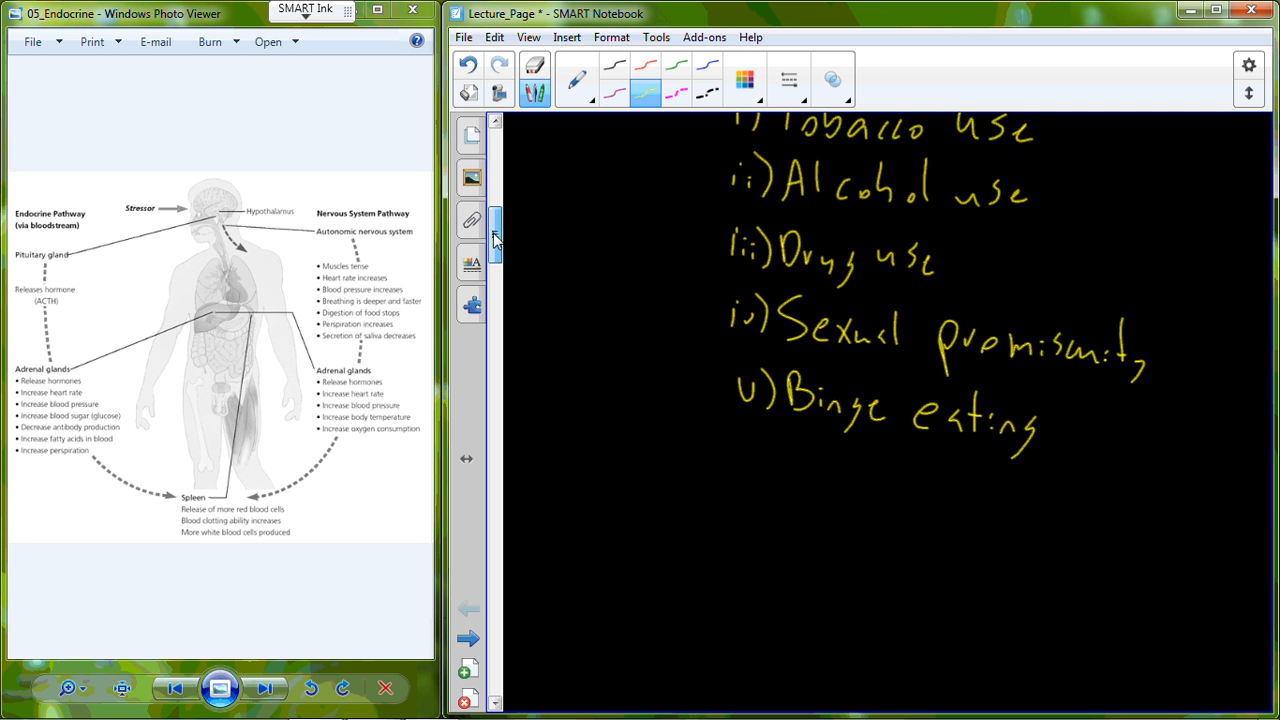 05_Endocrine - Windows Photo Viewer
SMART Ink
File Print E-mail Burn Open
Stressor
Hypothalamus
Endocrine Pathway
(via bloodstream)
Pituitary gland
Releases hormone
(ACTH)
Adrenal glands
• Release hormones
• Increase heart rate
• Increase blood pressure
• Increase blood sugar (glucose)
• Decrease antibody production
• Increase fatty acids in blood
• Increase perspiration
Nervous System Pathway
Autonomic nervous system
• Muscles tense
• Heart rate increases
• Blood pressure increases
• Breathing is deeper and faster
• Digestion of food stops
• Perspiration increases
• Secretion of saliva decreases
Adrenal glands
• Release hormones
• Increase heart rate
• Increase blood pressure
• Increase body temperature
• Increase oxygen consumption
Spleen
Release of more red blood cells
Blood clotting ability increases
More white blood cells produced
Lecture_Page * - SMART Notebook
File Edit View Insert Format Tools Add-ons Help
i) Tobacco use
ii) Alcohol use
iii) Drug use
iv) Sexual promiscuity
v) Binge eating